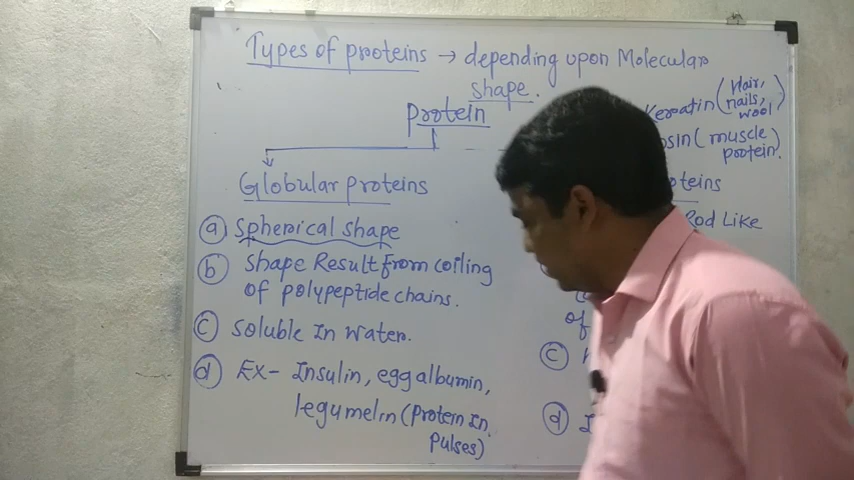 Types of proteins → depending upon Molecular
shape.
protein
Keratin (Hair,
nails,
wool)
(muscle
protein.)
Globular proteins
ⓐ Spherical shape
Rod Like
ⓑ Shape Result from coiling
of polypeptide chains.
of
ⓒ Soluble In water.
ⓒ
ⓓ Ex- Insulin, egg albumin,
legumelin (Protein In
Pulses)
ⓓ